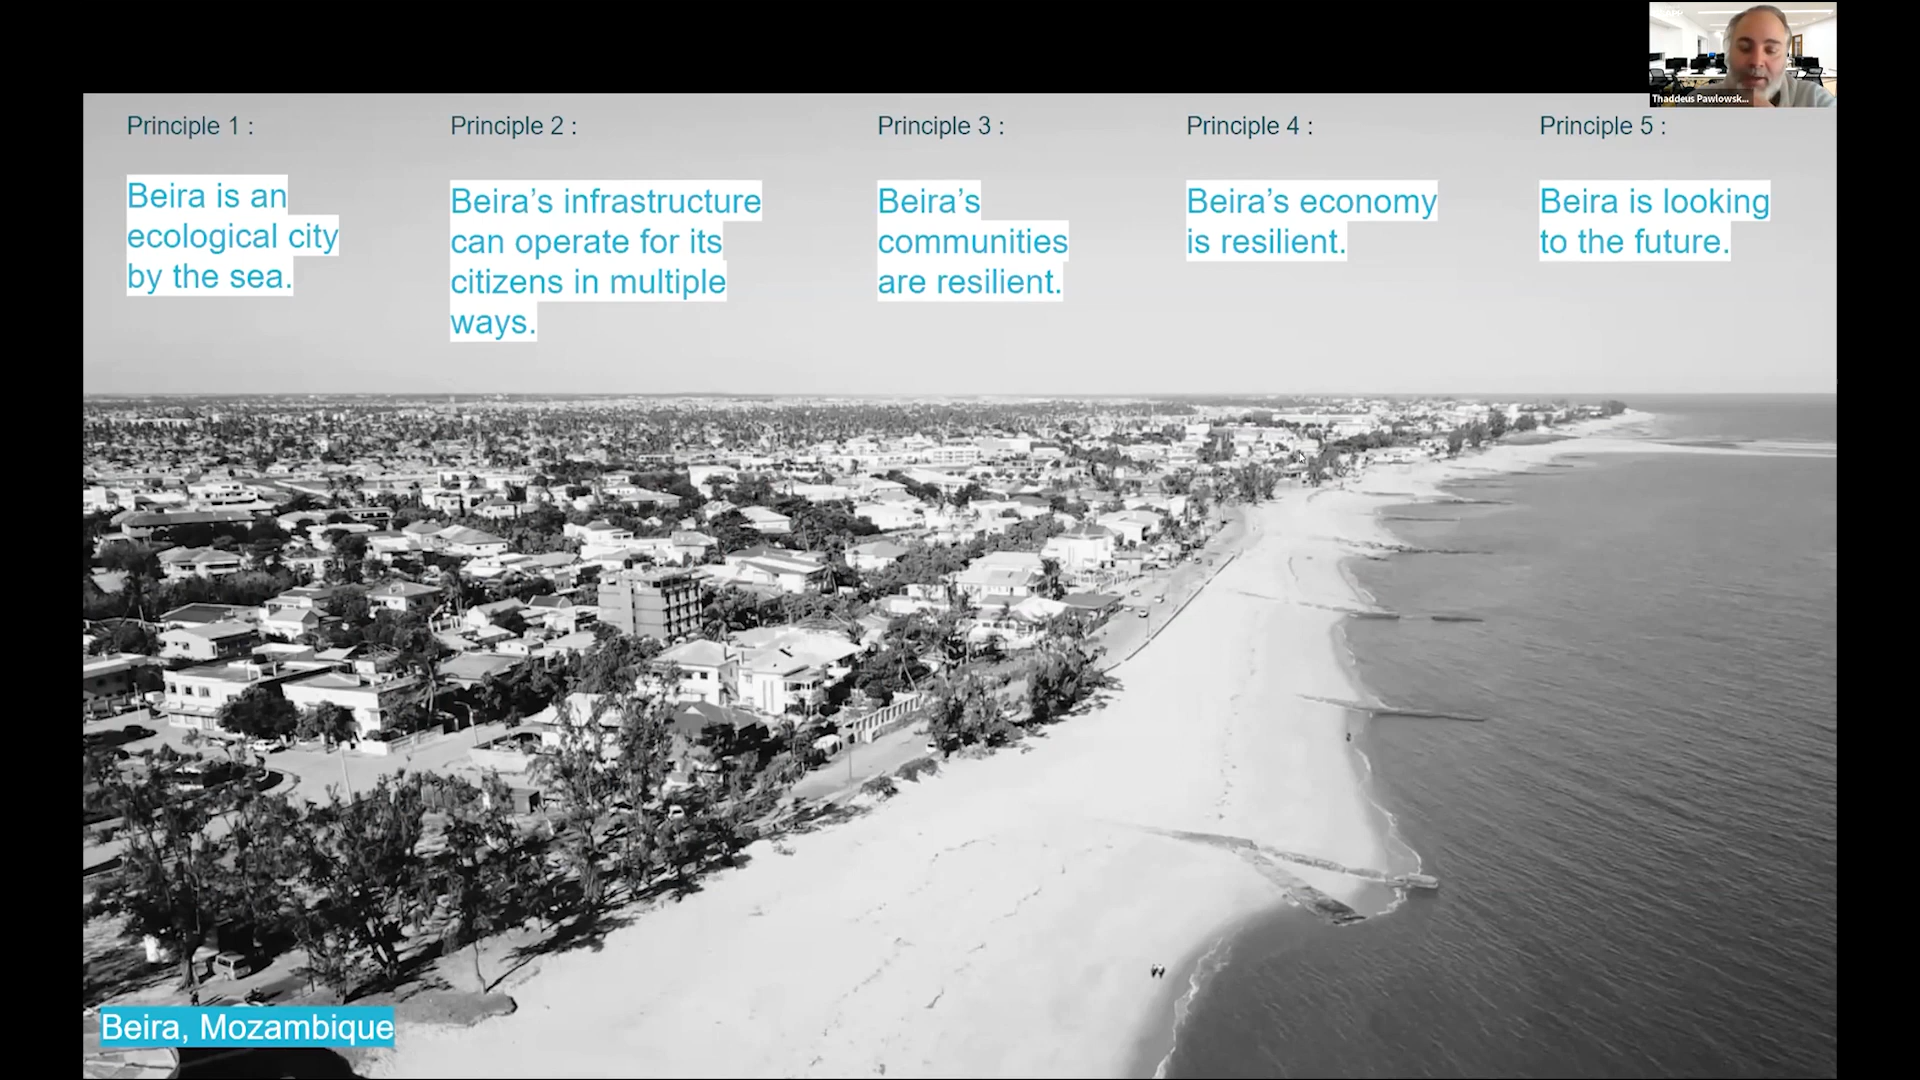 Thaddeus Pawlowsk...
Principle 1 :
Beira is an
ecological city
by the sea.
Principle 2 :
Beira’s infrastructure
can operate for its
citizens in multiple
ways.
Principle 3 :
Beira’s
communities
are resilient.
Principle 4 :
Beira’s economy
is resilient.
Principle 5 :
Beira is looking
to the future.
Beira, Mozambique